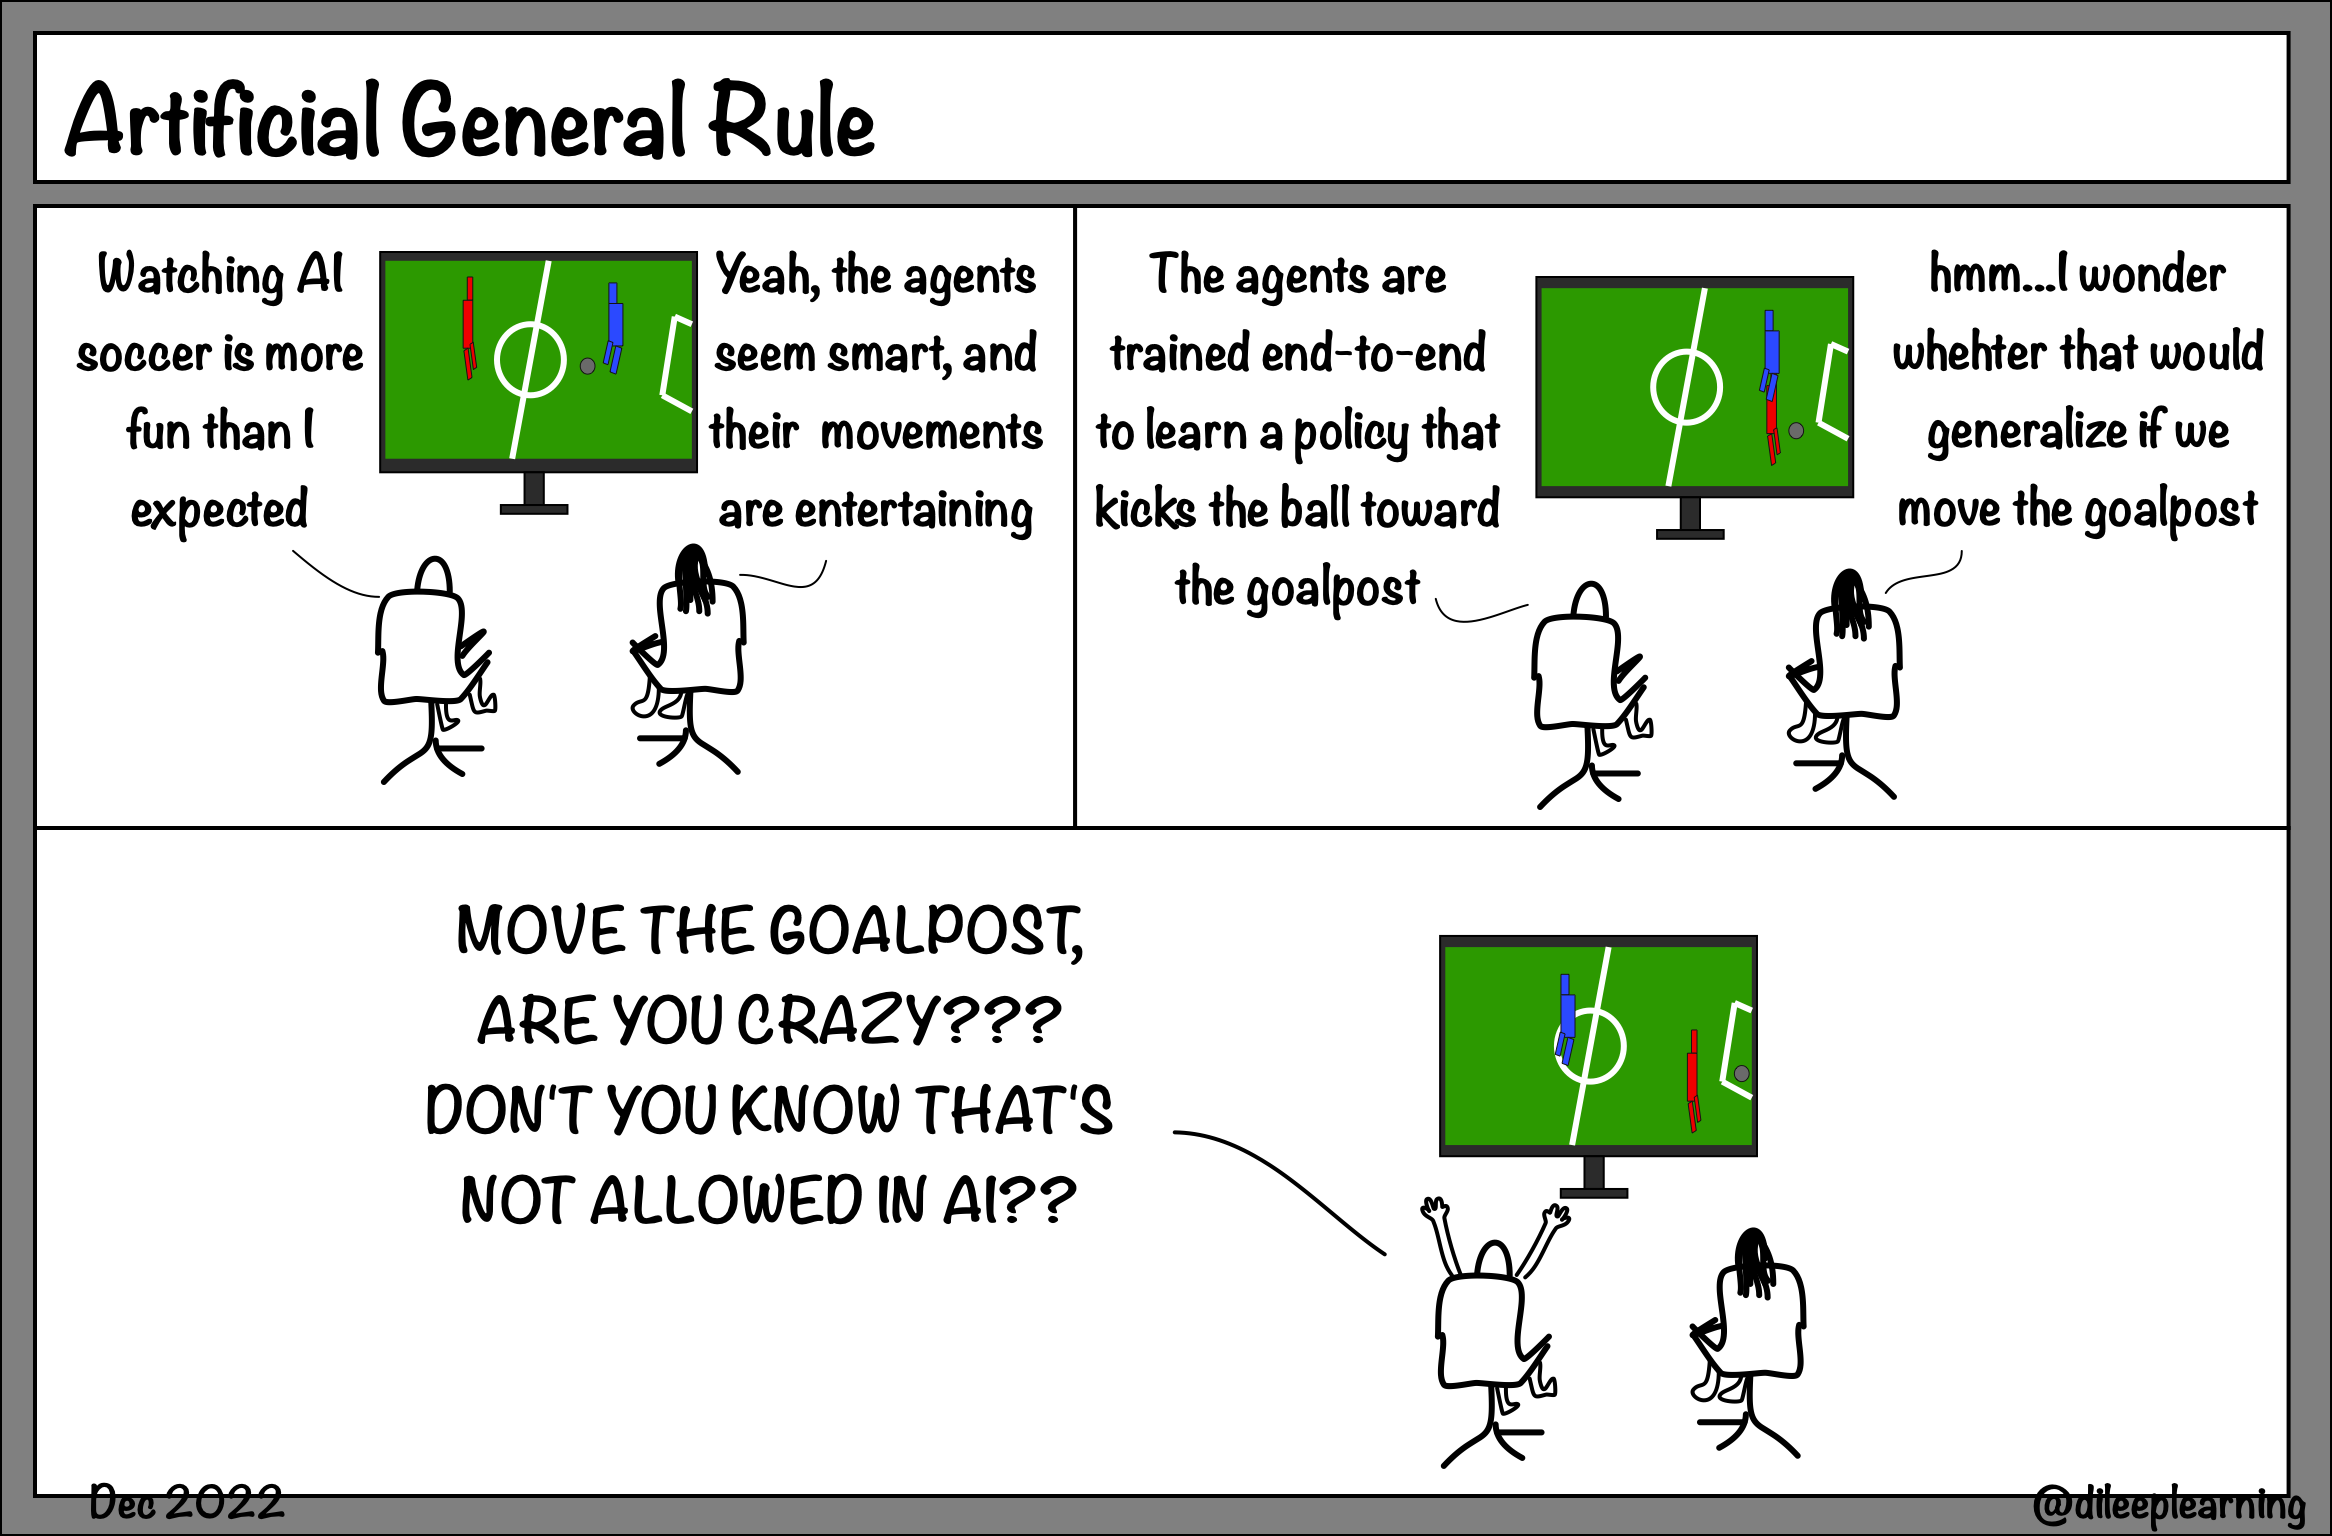 Artificial General Rule
Watching AI
soccer is more
fun than I
expected
Yeah, the agents
seem smart, and
their movements
are entertaining
The agents are
trained end-to-end
to learn a policy that
kicks the ball toward
the goalpost
hmm...I wonder
whehter that would
generalize if we
move the goalpost
MOVE THE GOALPOST,
ARE YOU CRAZY???
DON'T YOU KNOW THAT'S
NOT ALLOWED IN AI??
Dec 2022
@dileeplearning